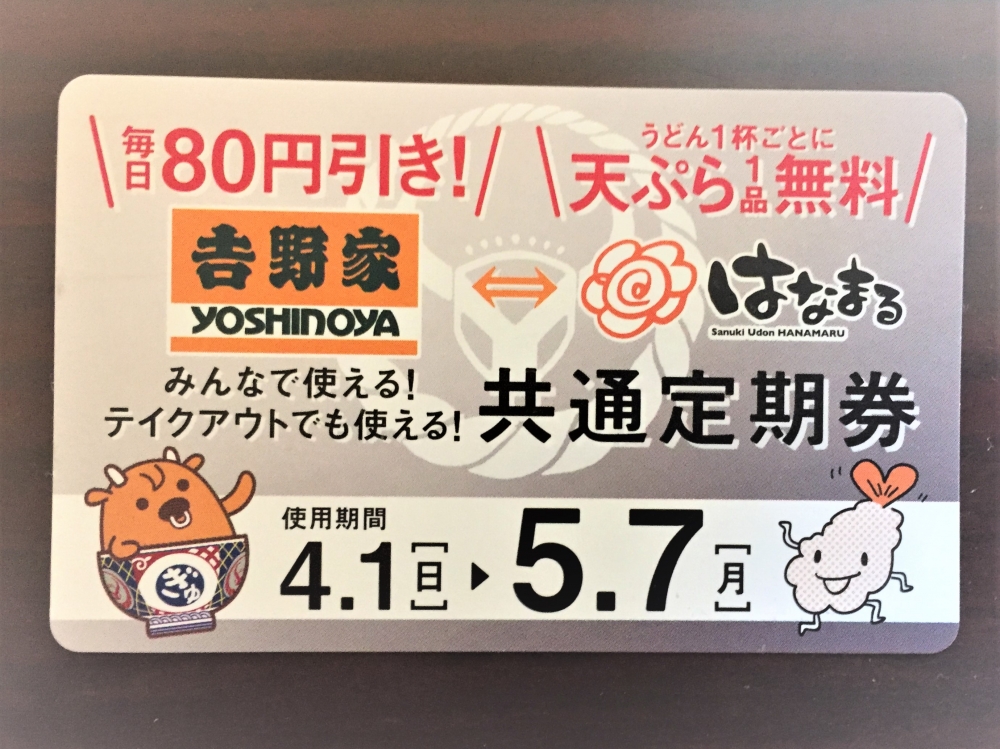 毎日80円引き!
うどん1杯ごとに
天ぷら1品無料
吉野家
YOSHINOYA
はなまる
Sanuki Udon HANAMARU
みんなで使える!
テイクアウトでも使える!
共通定期券
使用期間
4.1[日]▶5.7[月]
ぎゅ